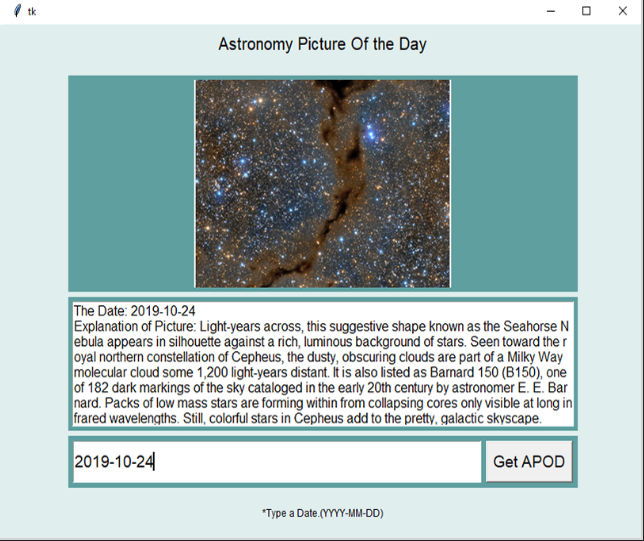 tk
Astronomy Picture Of the Day
The Date: 2019-10-24
Explanation of Picture: Light-years across, this suggestive shape known as the Seahorse N
ebula appears in silhouette against a rich, luminous background of stars. Seen toward the r
oyal northern constellation of Cepheus, the dusty, obscuring clouds are part of a Milky Way
molecular cloud some 1,200 light-years distant. It is also listed as Barnard 150 (B150), one
of 182 dark markings of the sky cataloged in the early 20th century by astronomer E. E. Bar
nard. Packs of low mass stars are forming within from collapsing cores only visible at long in
frared wavelengths. Still, colorful stars in Cepheus add to the pretty, galactic skyscape.
2019-10-24
Get APOD
*Type a Date.(YYYY-MM-DD)